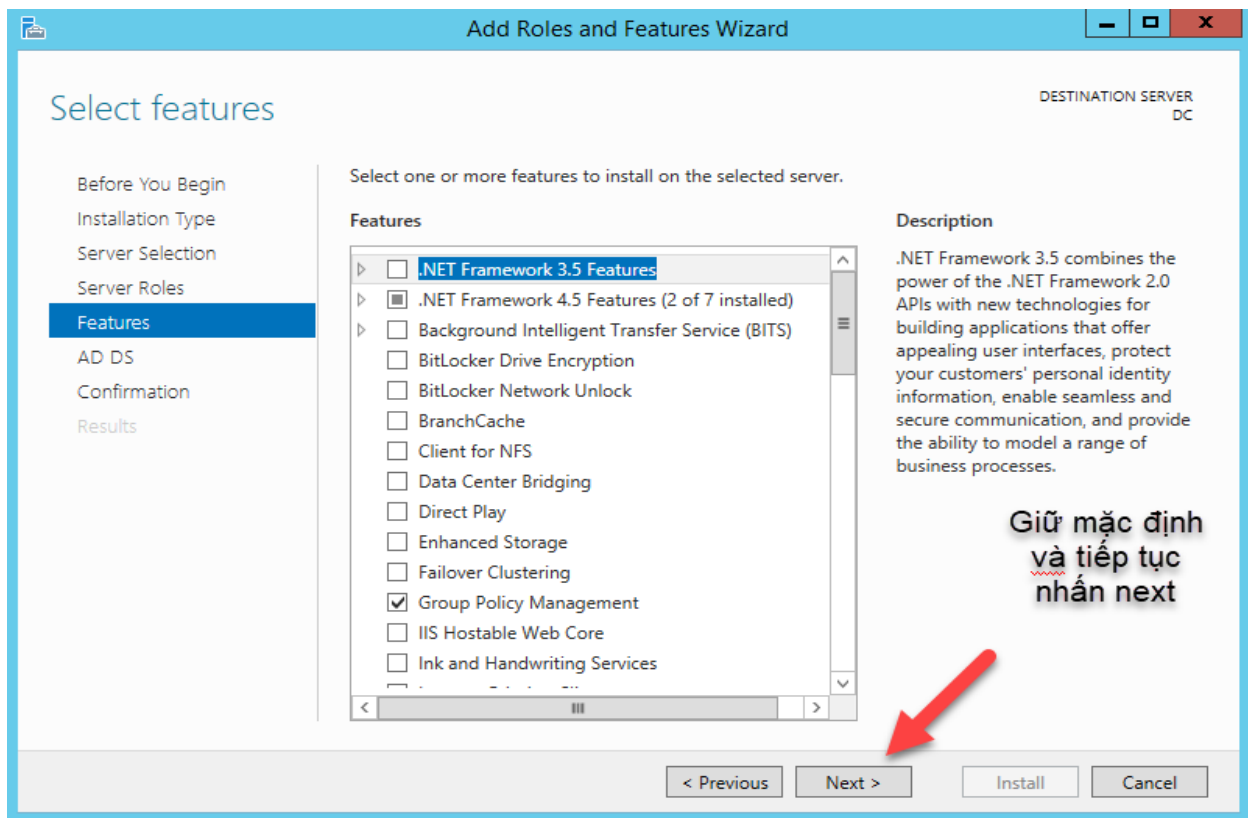 Add Roles and Features Wizard
Select features
DESTINATION SERVER
DC
Before You Begin
Installation Type
Server Selection
Server Roles
Features
AD DS
Confirmation
Results
Select one or more features to install on the selected server.
Features
.NET Framework 3.5 Features
.NET Framework 4.5 Features (2 of 7 installed)
Background Intelligent Transfer Service (BITS)
BitLocker Drive Encryption
BitLocker Network Unlock
BranchCache
Client for NFS
Data Center Bridging
Direct Play
Enhanced Storage
Failover Clustering
Group Policy Management
IIS Hostable Web Core
Ink and Handwriting Services
Description
.NET Framework 3.5 combines the
power of the .NET Framework 2.0
APIs with new technologies for
building applications that offer
appealing user interfaces, protect
your customers' personal identity
information, enable seamless and
secure communication, and provide
the ability to model a range of
business processes.
Giữ mặc định
và tiếp tục
nhấn next
< Previous
Next >
Install
Cancel